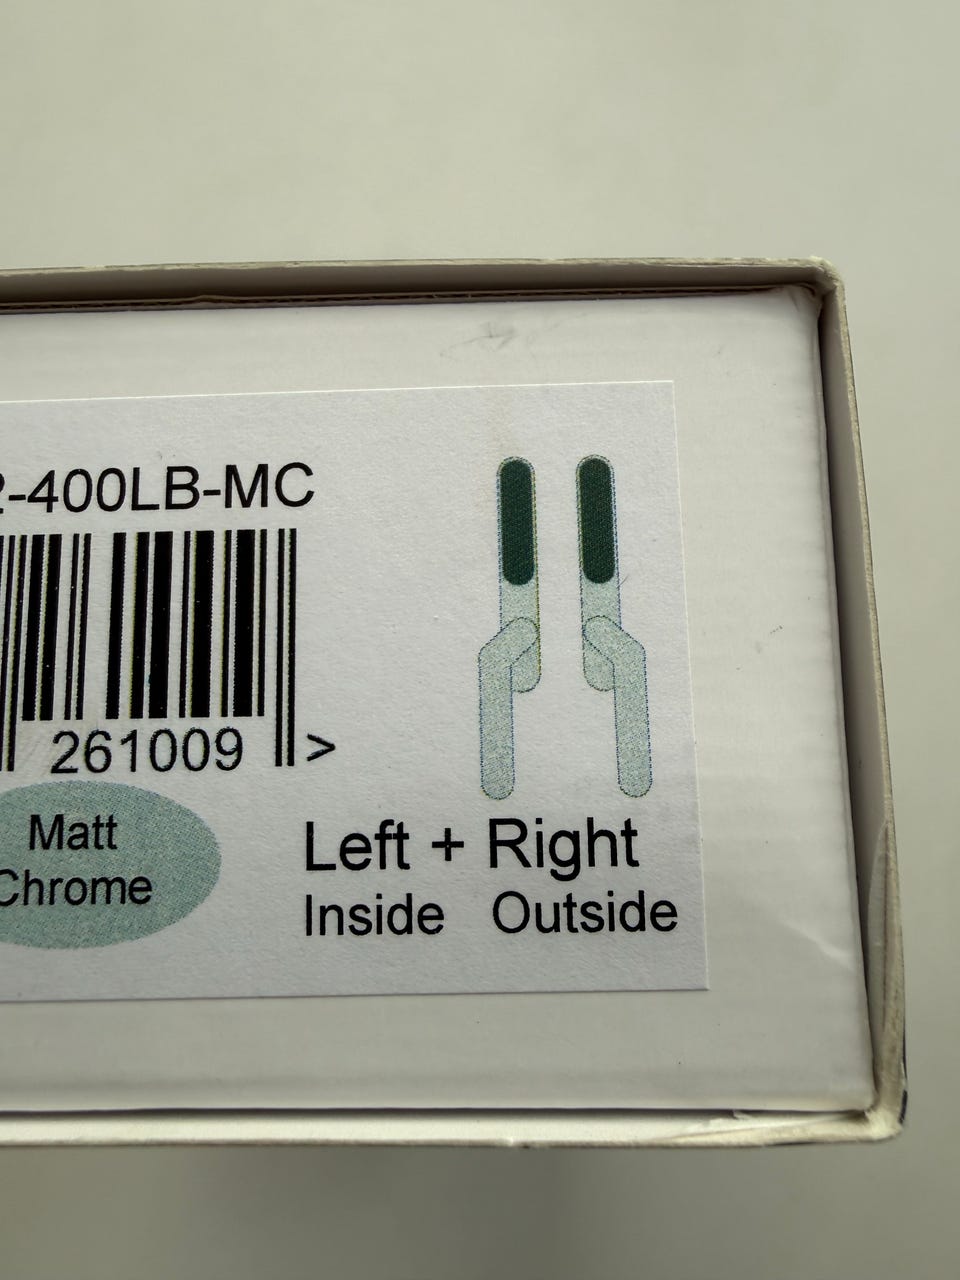 2-400LB-MC
261009 >
Matt
Chrome
Left + Right
Inside Outside